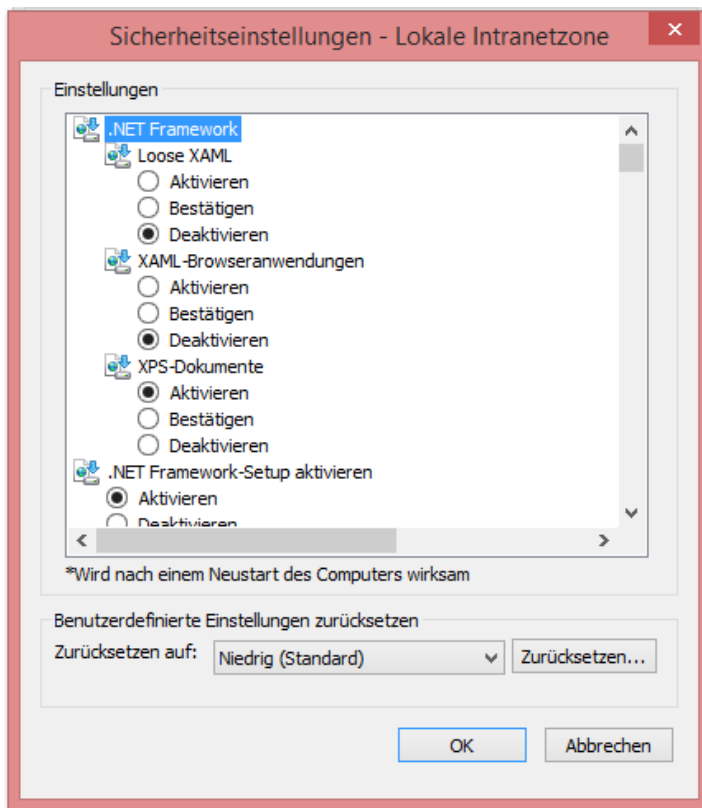 Sicherheitseinstellungen - Lokale Intranetzone
Einstellungen
.NET Framework
Loose XAML
Aktivieren
Bestätigen
Deaktivieren
XAML-Browseranwendungen
Aktivieren
Bestätigen
Deaktivieren
XPS-Dokumente
Aktivieren
Bestätigen
Deaktivieren
.NET Framework-Setup aktivieren
Aktivieren
Deaktivieren
*Wird nach einem Neustart des Computers wirksam
Benutzerdefinierte Einstellungen zurücksetzen
Zurücksetzen auf: Niedrig (Standard) Zurücksetzen...
OK Abbrechen